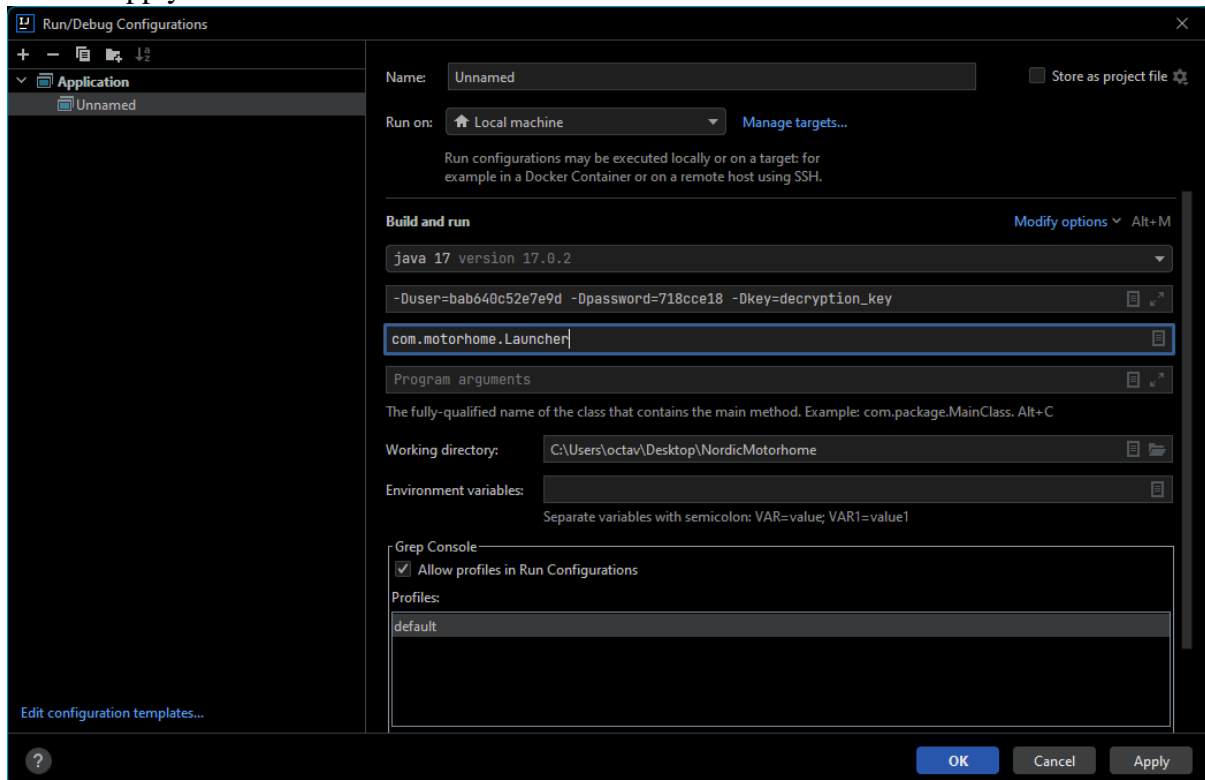 Apply
Run/Debug Configurations
Application
Unnamed
Edit configuration templates...
Name: Unnamed Store as project file
Run on: Local machine Manage targets...
Run configurations may be executed locally or on a target: for
example in a Docker Container or on a remote host using SSH.
Build and run Modify options Alt+M
java 17 version 17.0.2
-Duser=bab640c52e7e9d -Dpassword=718cce18 -Dkey=decryption_key
com.motorhome.Launcher
Program arguments
The fully-qualified name of the class that contains the main method. Example: com.package.MainClass. Alt+C
Working directory: C:\Users\octav\Desktop\NordicMotorhome
Environment variables:
Separate variables with semicolon: VAR=value; VAR1=value1
Grep Console
Allow profiles in Run Configurations
Profiles:
default
? OK Cancel Apply